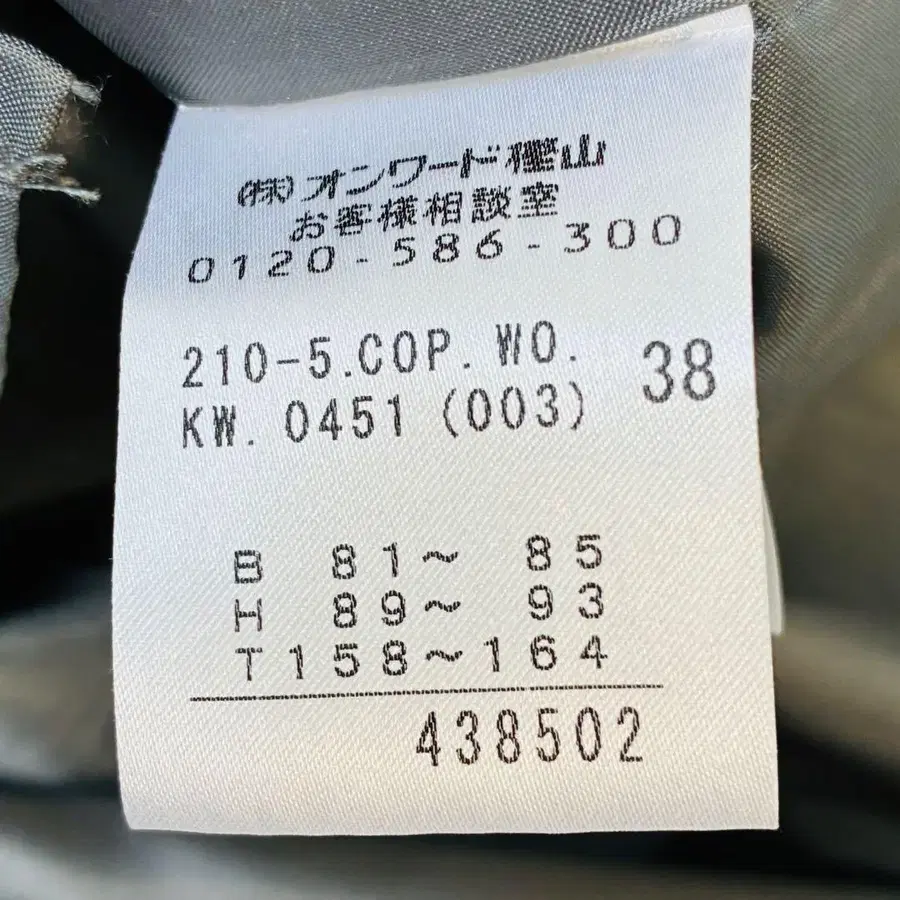 (株)オンワード樫山
お客様相談室
0120-586-300
210-5.COP.WO. 38
KW. 0451 (003)
B 81~ 85
H 89~ 93
T158~164
438502